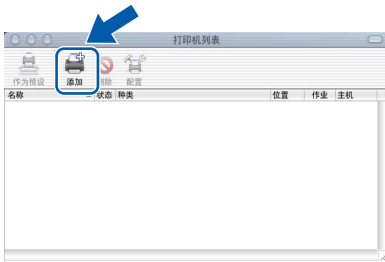 打印机列表
作为预设 添加 删除 配置
名称 状态 种类 位置 作业 主机